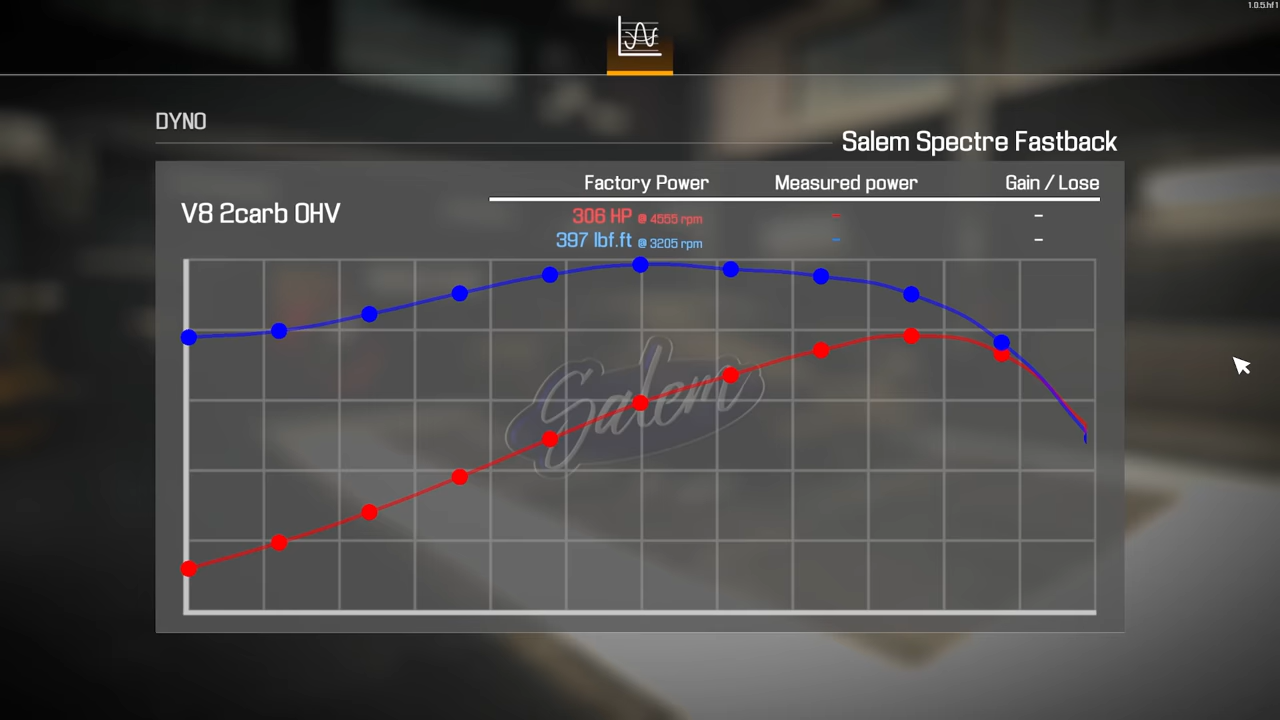 1.0.5.hf1
DYNO
Salem Spectre Fastback
Factory Power Measured power Gain / Lose
V8 2carb OHV
306 HP @ 4555 rpm - -
397 lbf.ft @ 3205 rpm - -
Salem